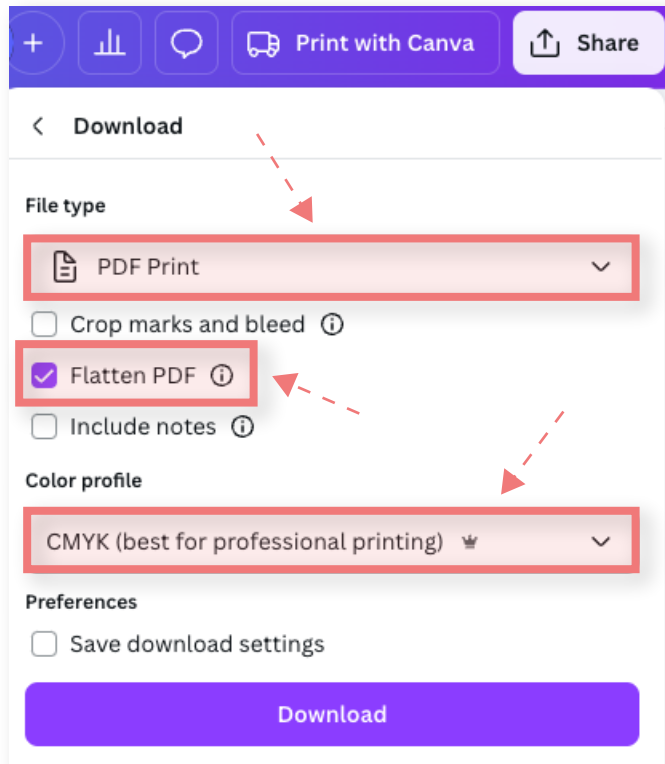 + Print with Canva Share
Download
File type
PDF Print
Crop marks and bleed
Flatten PDF
Include notes
Color profile
CMYK (best for professional printing)
Preferences
Save download settings
Download